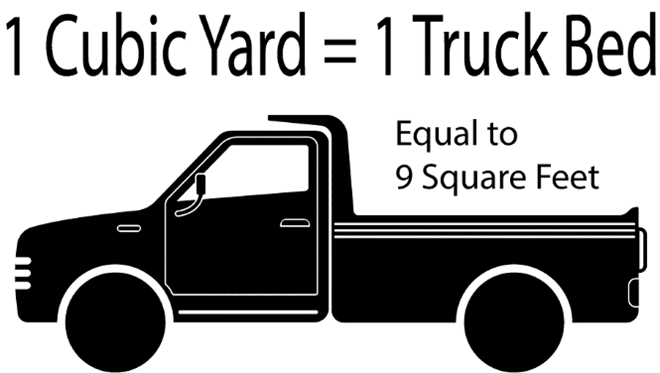 1 Cubic Yard = 1 Truck Bed
Equal to
9 Square Feet